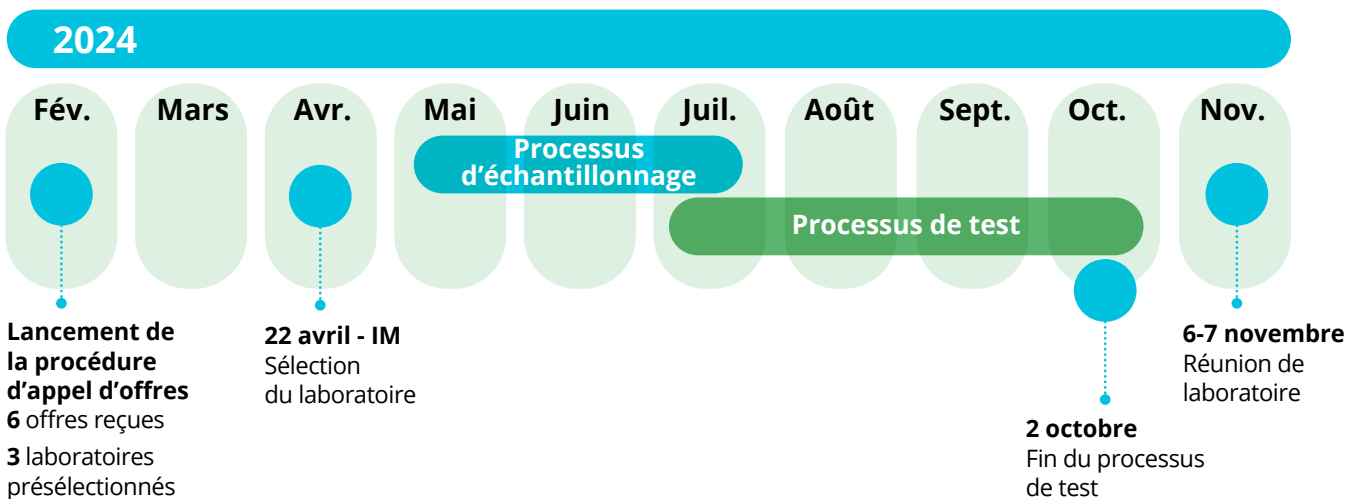 2024
Fév.
Mars
Avr.
Mai
Juin
Juil.
Août
Sept.
Oct.
Nov.
Processus
d’échantillonnage
Processus de test
Lancement de
la procédure
d’appel d’offres
6 offres reçues
3 laboratoires
présélectionnés
22 avril - IM
Sélection
du laboratoire
2 octobre
Fin du processus
de test
6-7 novembre
Réunion de
laboratoire